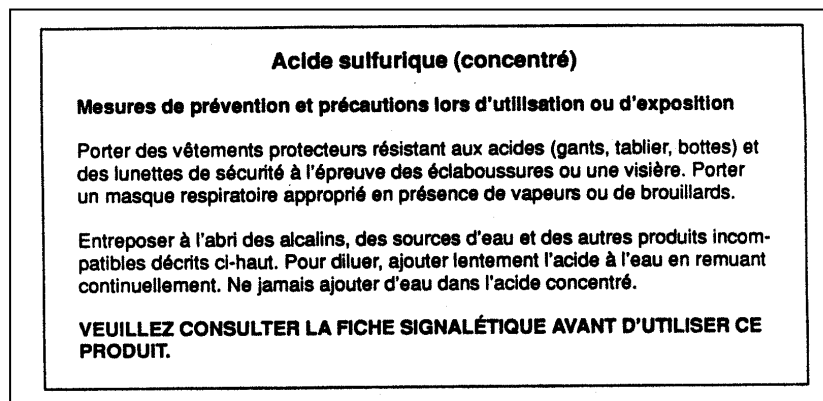 Acide sulfurique (concentré)
Mesures de prévention et précautions lors d'utilisation ou d'exposition
Porter des vêtements protecteurs résistant aux acides (gants, tablier, bottes) et
des lunettes de sécurité à l'épreuve des éclaboussures ou une visière. Porter
un masque respiratoire approprié en présence de vapeurs ou de brouillards.
Entreposer à l'abri des alcalins, des sources d'eau et des autres produits incom-
patibles décrits ci-haut. Pour diluer, ajouter lentement l'acide à l'eau en remuant
continuellement. Ne jamais ajouter d'eau dans l'acide concentré.
VEUILLEZ CONSULTER LA FICHE SIGNALÉTIQUE AVANT D'UTILISER CE
PRODUIT.